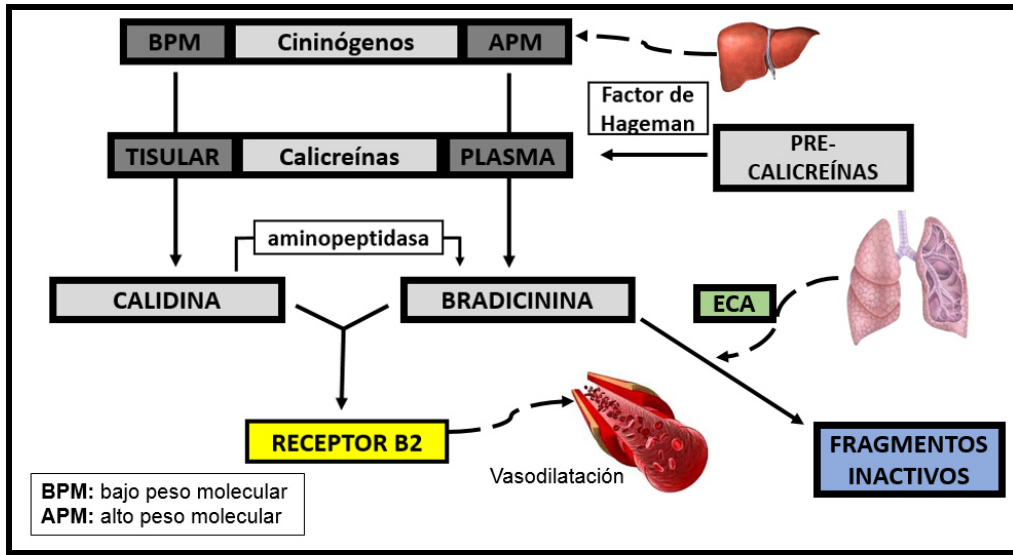 BPM Cininógenos APM
Factor de
Hageman
TISULAR Calicreínas PLASMA
PRE-
CALICREÍNAS
aminopeptidasa
CALIDINA
BRADICININA
ECA
RECEPTOR B2
Vasodilatación
FRAGMENTOS
INACTIVOS
BPM: bajo peso molecular
APM: alto peso molecular